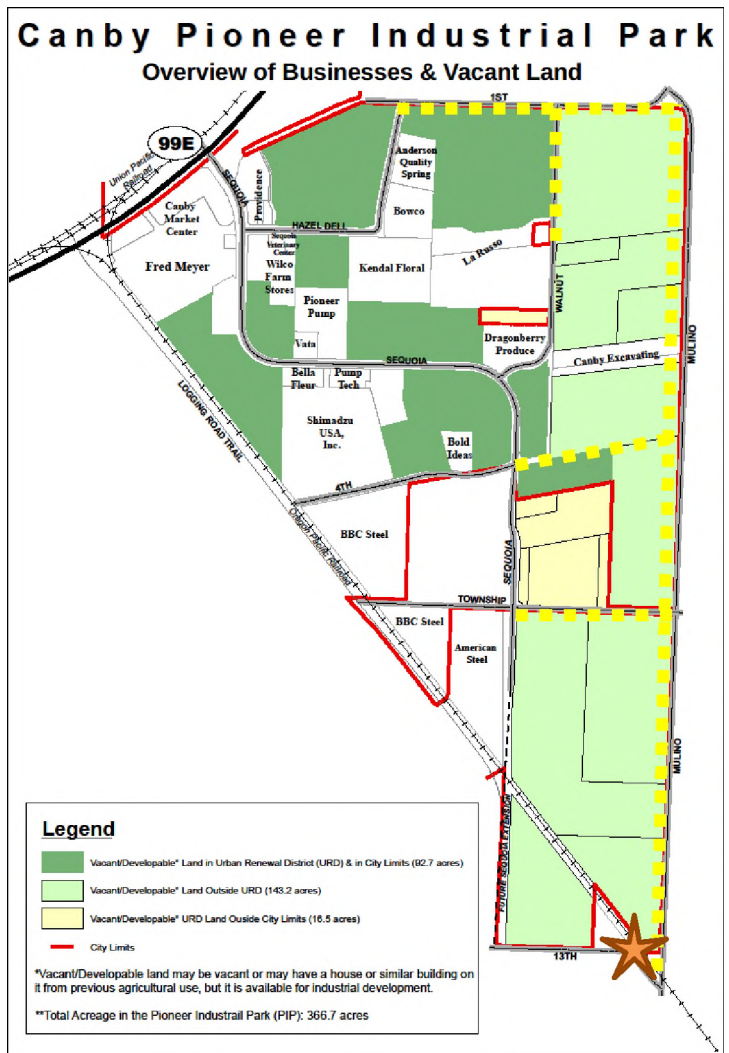 Canby Pioneer Industrial Park
Overview of Businesses & Vacant Land
1ST
99E
Union Pacific
Railroad
SEQUOIA
Providence
Anderson
Quality
Spring
Canby
Market
Center
Bowco
HAZEL DELL
Sequoia
Veterinary
Center
La Russo
Fred Meyer
Wilco
Farm
Stores
Kendal Floral
WALNUT
Pioneer
Pump
MULINO
Vata
Dragonberry
Produce
SEQUOIA
Canby Excavating
Bella
Fleur
Pump
Tech
LOGGING ROAD TRAIL
Shimadzu
USA,
Inc.
Bold
Ideas
4TH
Oregon Pacific Railroad
BBC Steel
SEQUOIA
TOWNSHIP
BBC Steel
American
Steel
MULINO
FUTURE SEQUOIA EXTENSION
13TH
Legend
Vacant/Developable* Land in Urban Renewal District (URD) & in City Limits (92.7 acres)
Vacant/Developable* Land Outside URD (143.2 acres)
Vacant/Developable* URD Land Ouside City Limits (16.5 acres)
City Limits
*Vacant/Developable land may be vacant or may have a house or similar building on
it from previous agricultural use, but it is available for industrial development.
**Total Acreage in the Pioneer Industrail Park (PIP): 366.7 acres